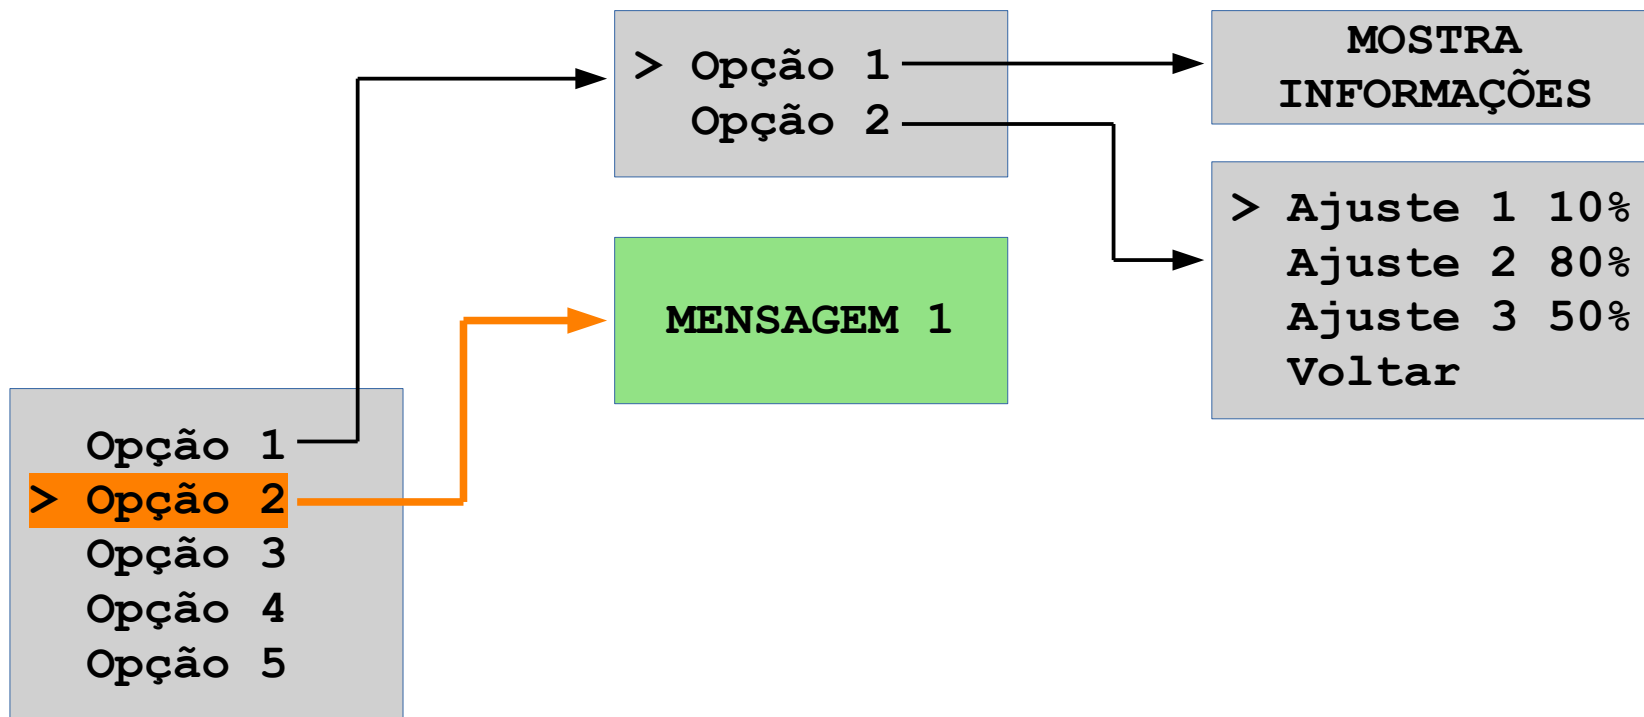 > Opção 1
Opção 2
MOSTRA
INFORMAÇÕES
> Ajuste 1 10%
Ajuste 2 80%
Ajuste 3 50%
Voltar
MENSAGEM 1
Opção 1
> Opção 2
Opção 3
Opção 4
Opção 5